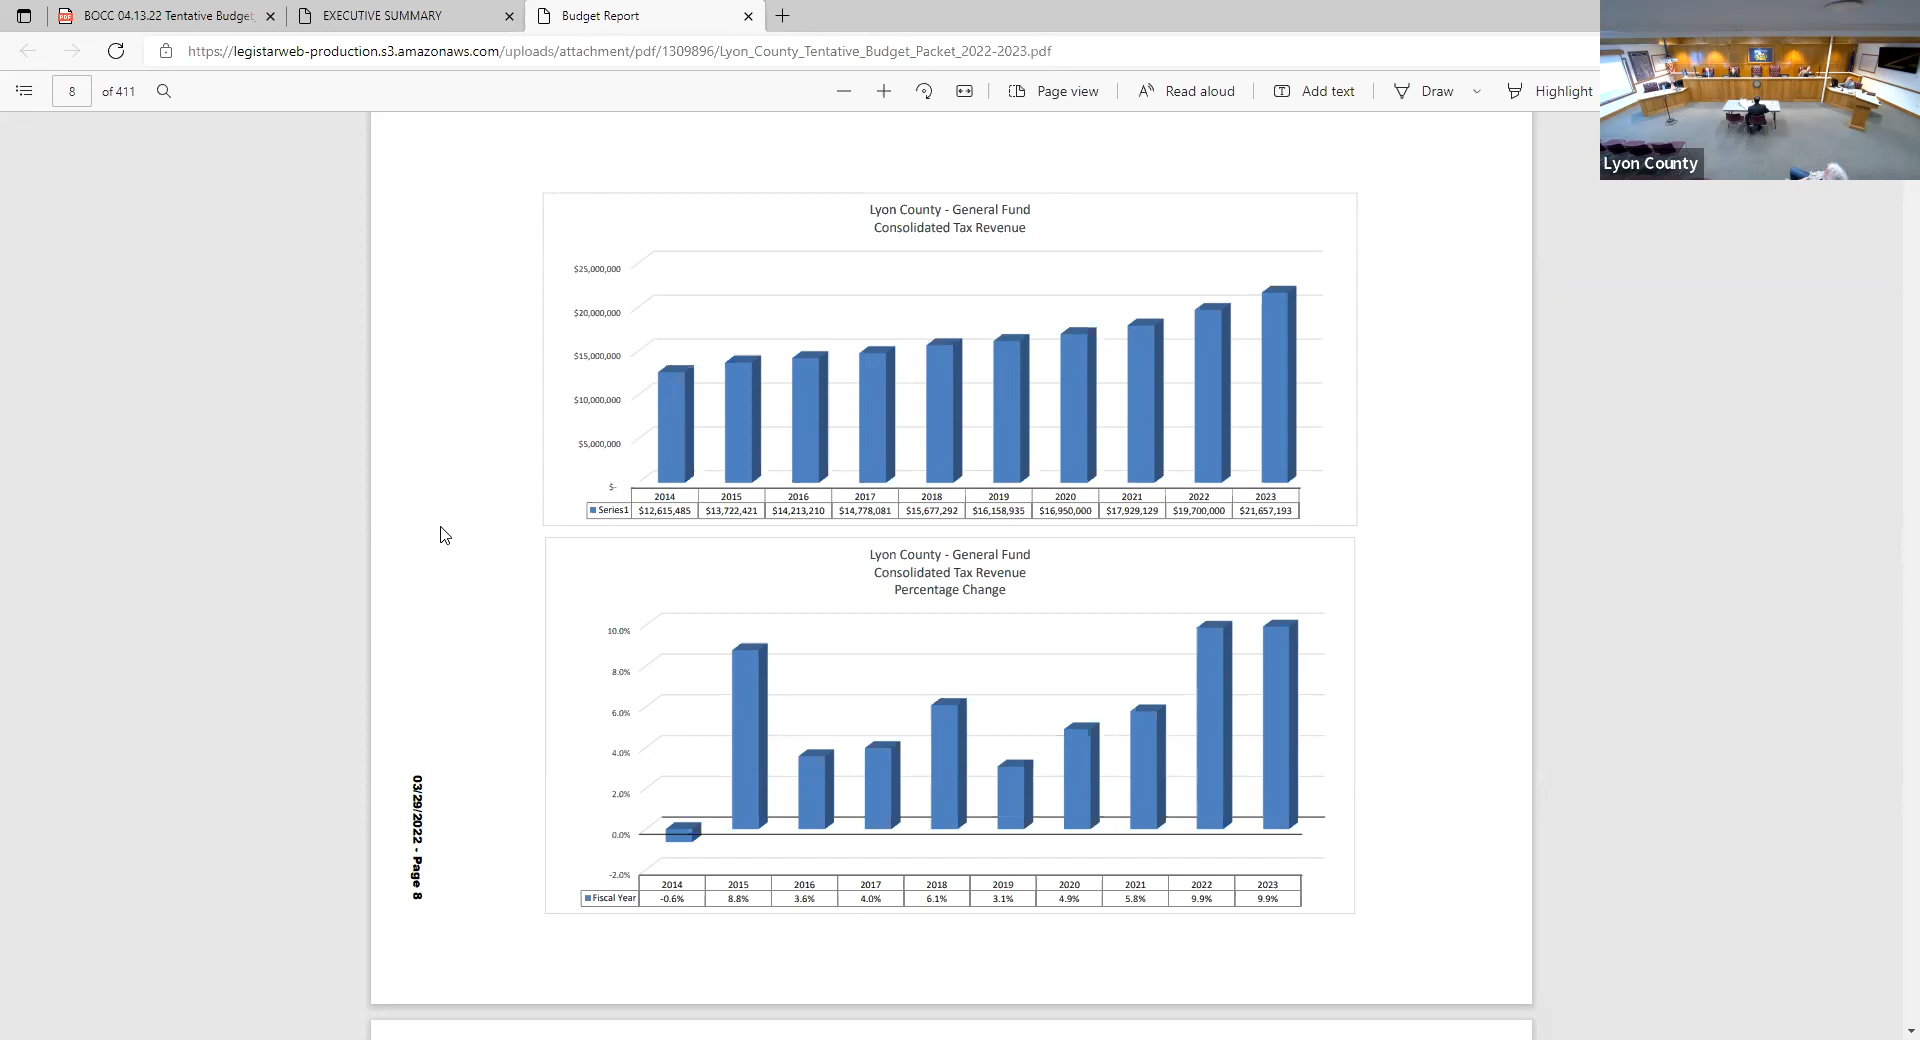 BOCC 04.13.22 Tentative Budget
EXECUTIVE SUMMARY
Budget Report
https://legistarweb-production.s3.amazonaws.com/uploads/attachment/pdf/1309896/Lyon_County_Tentative_Budget_Packet_2022-2023.pdf
8 of 411
Page view
Read aloud
Add text
Draw
Highlight
Lyon County
Lyon County - General Fund
Consolidated Tax Revenue
$25,000,000
$20,000,000
$15,000,000
$10,000,000
$5,000,000
$-
2014 2015 2016 2017 2018 2019 2020 2021 2022 2023
Series1 $12,615,485 $13,722,421 $14,213,210 $14,778,081 $15,677,292 $16,158,935 $16,950,000 $17,929,129 $19,700,000 $21,657,193
Lyon County - General Fund
Consolidated Tax Revenue
Percentage Change
10.0%
8.0%
6.0%
4.0%
2.0%
0.0%
-2.0%
2014 2015 2016 2017 2018 2019 2020 2021 2022 2023
Fiscal Year -0.6% 8.8% 3.6% 4.0% 6.1% 3.1% 4.9% 5.8% 9.9% 9.9%
03/29/2022 - Page 8